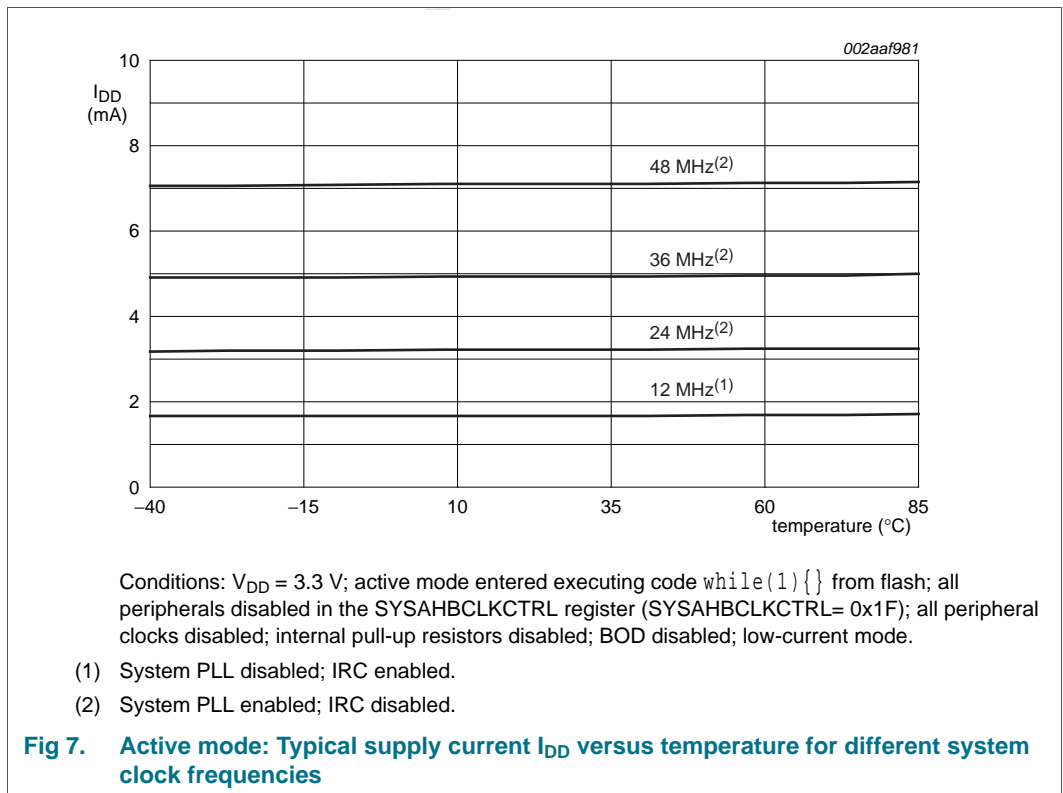 002aaf981
10
I_DD
(mA)
8
48 MHz(2)
6
36 MHz(2)
4
24 MHz(2)
12 MHz(1)
2
0
−40
−15
10
35
60
85
temperature (°C)
Conditions: V_DD = 3.3 V; active mode entered executing code while(1){} from flash; all
peripherals disabled in the SYSAHBCLKCTRL register (SYSAHBCLKCTRL= 0x1F); all peripheral
clocks disabled; internal pull-up resistors disabled; BOD disabled; low-current mode.
(1) System PLL disabled; IRC enabled.
(2) System PLL enabled; IRC disabled.
Fig 7. Active mode: Typical supply current I_DD versus temperature for different system
clock frequencies